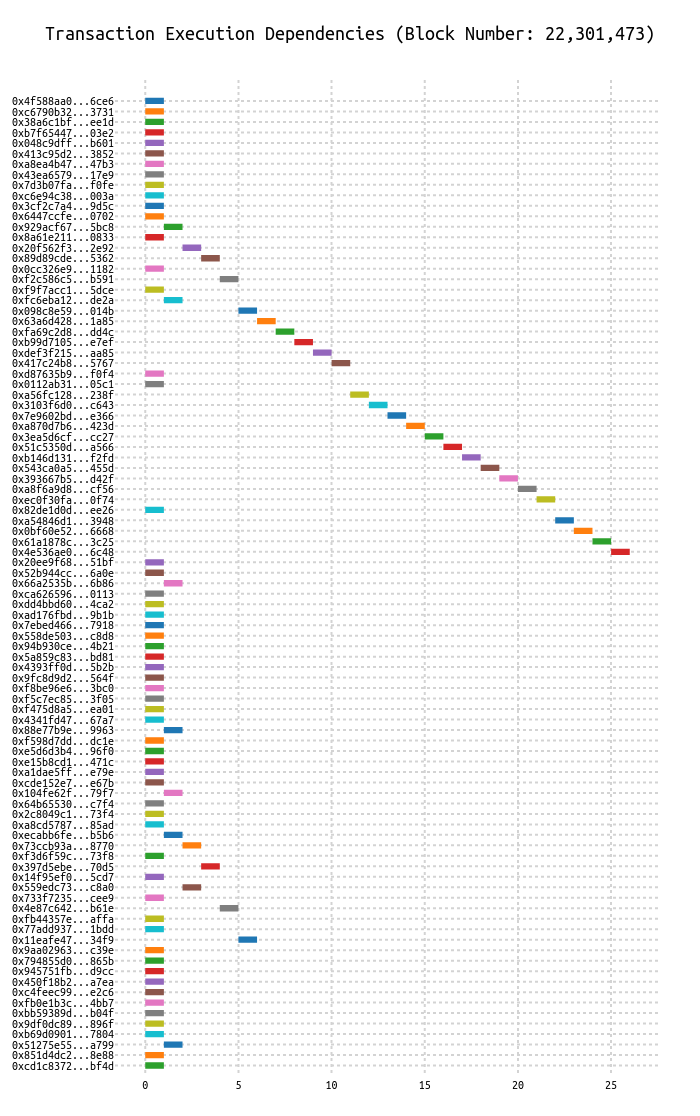 Transaction Execution Dependencies (Block Number: 22,301,473)
0x4f588aa0...6ce6
0xc6790b32...3731
0x38a6c1bf...ee1d
0xb7f65447...03e2
0x048c9dff...b601
0x413c95d2...3852
0xa8ea4b47...47b3
0x43ea6579...17e9
0x7d3b07fa...f0fe
0xc6e94c38...003a
0x3cf2c7a4...9d5c
0x6447ccfe...0702
0x929acf67...5bc8
0x8a61e211...0833
0x20f562f3...2e92
0x89d89cde...5362
0x0cc326e9...1182
0xf2c586c5...b591
0xf9f7acc1...5dce
0xfc6eba12...de2a
0x098c8e59...014b
0x63a6d428...1a85
0xfa69c2d8...dd4c
0xb99d7105...e7ef
0xdef3f215...aa85
0x417c24b8...5767
0xd87635b9...f0f4
0x0112ab31...05c1
0xa56fc128...238f
0x3103f6d0...c643
0x7e9602bd...e366
0xa870d7b6...423d
0x3ea5d6cf...cc27
0x51c5350d...a566
0xb146d131...f2fd
0x543ca0a5...455d
0x393667b5...d42f
0xa8f6a9d8...cf56
0xec0f30fa...0f74
0x82de1d0d...ee26
0xa54846d1...3948
0x0bf60e52...6668
0x61a1878c...3c25
0x4e536ae0...6c48
0x20ee9f68...51bf
0x52b944cc...6a0e
0x66a2535b...6b86
0xca626596...0113
0xdd4bbd60...4ca2
0xad176fbd...9b1b
0x7ebed466...7918
0x558de503...c8d8
0x94b930ce...4b21
0x5a859c83...bd81
0x4393ff0d...5b2b
0x9fc8d9d2...564f
0xf8be96e6...3bc0
0xf5c7ec85...3f05
0xf475d8a5...ea01
0x4341fd47...67a7
0x88e77b9e...9963
0xf598d7dd...dc1e
0xe5d6d3b4...96f0
0xe15b8cd1...471c
0xa1dae5ff...e79e
0xcde152e7...e67b
0x104fe62f...79f7
0x64b65530...c7f4
0x2c8049c1...73f4
0xa8cd5787...85ad
0xecabb6fe...b5b6
0x73ccb93a...8770
0xf3d6f59c...73f8
0x397d5ebe...70d5
0x14f95ef0...5cd7
0x559edc73...c8a0
0x733f7235...cee9
0x4e87c642...b61e
0xfb44357e...affa
0x77add937...1bdd
0x11eafe47...34f9
0x9aa02963...c39e
0x794855d0...865b
0x945751fb...d9cc
0x450f18b2...a7ea
0xc4feec99...e2c6
0xfb0e1b3c...4bb7
0xbb59389d...b04f
0x9df0dc89...896f
0xb69d0901...7804
0x51275e55...a799
0x851d4dc2...8e88
0xcd1c8372...bf4d
0 5 10 15 20 25